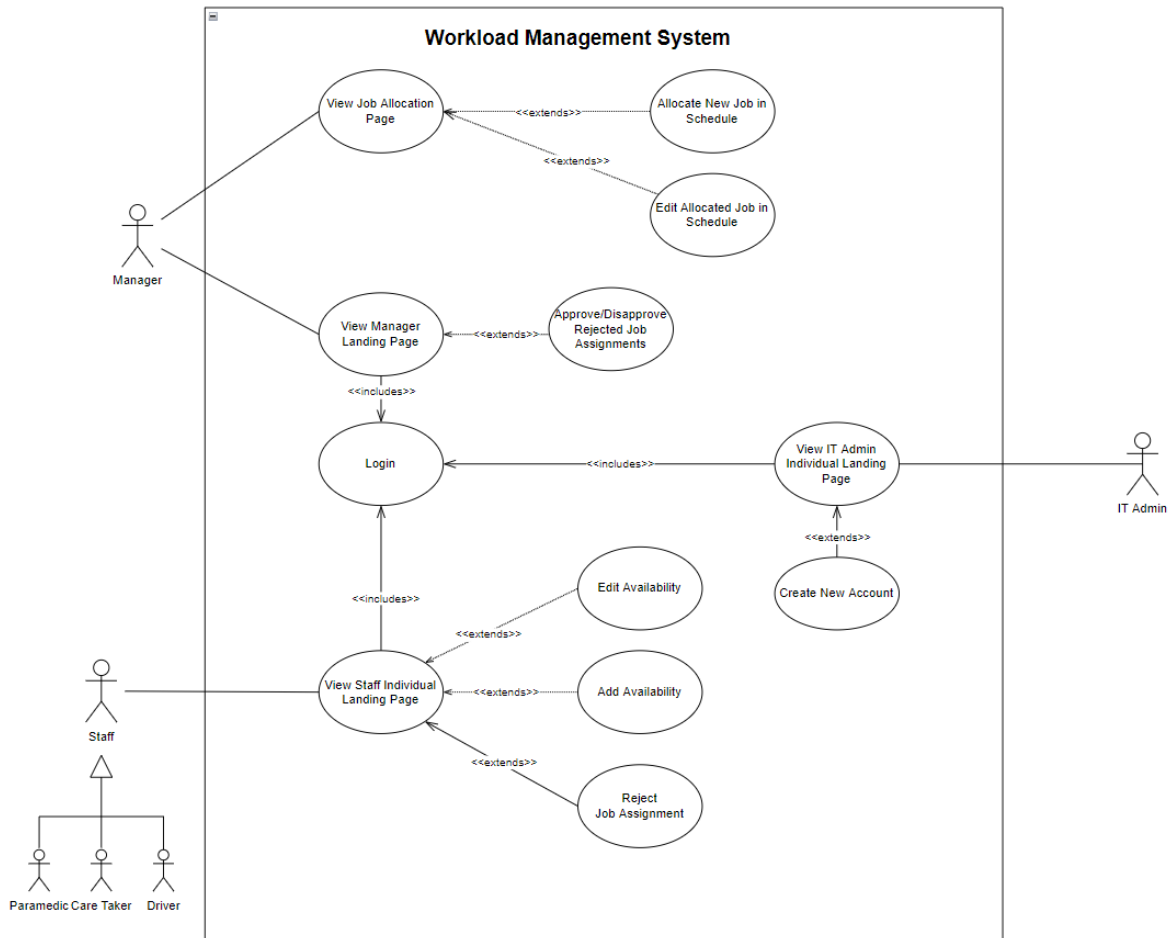 Workload Management System
View Job Allocation
Page
<<extends>>
Allocate New Job in
Schedule
<<extends>>
Edit Allocated Job in
Schedule
Manager
View Manager
Landing Page
<<extends>>
Approve/Disapprove
Rejected Job
Assignments
<<includes>>
Login
<<includes>>
View IT Admin
Individual Landing
Page
IT Admin
<<extends>>
Create New Account
<<includes>>
Edit Availability
<<extends>>
Staff
View Staff Individual
Landing Page
<<extends>>
Add Availability
<<extends>>
Reject
Job Assignment
Paramedic
Care Taker
Driver